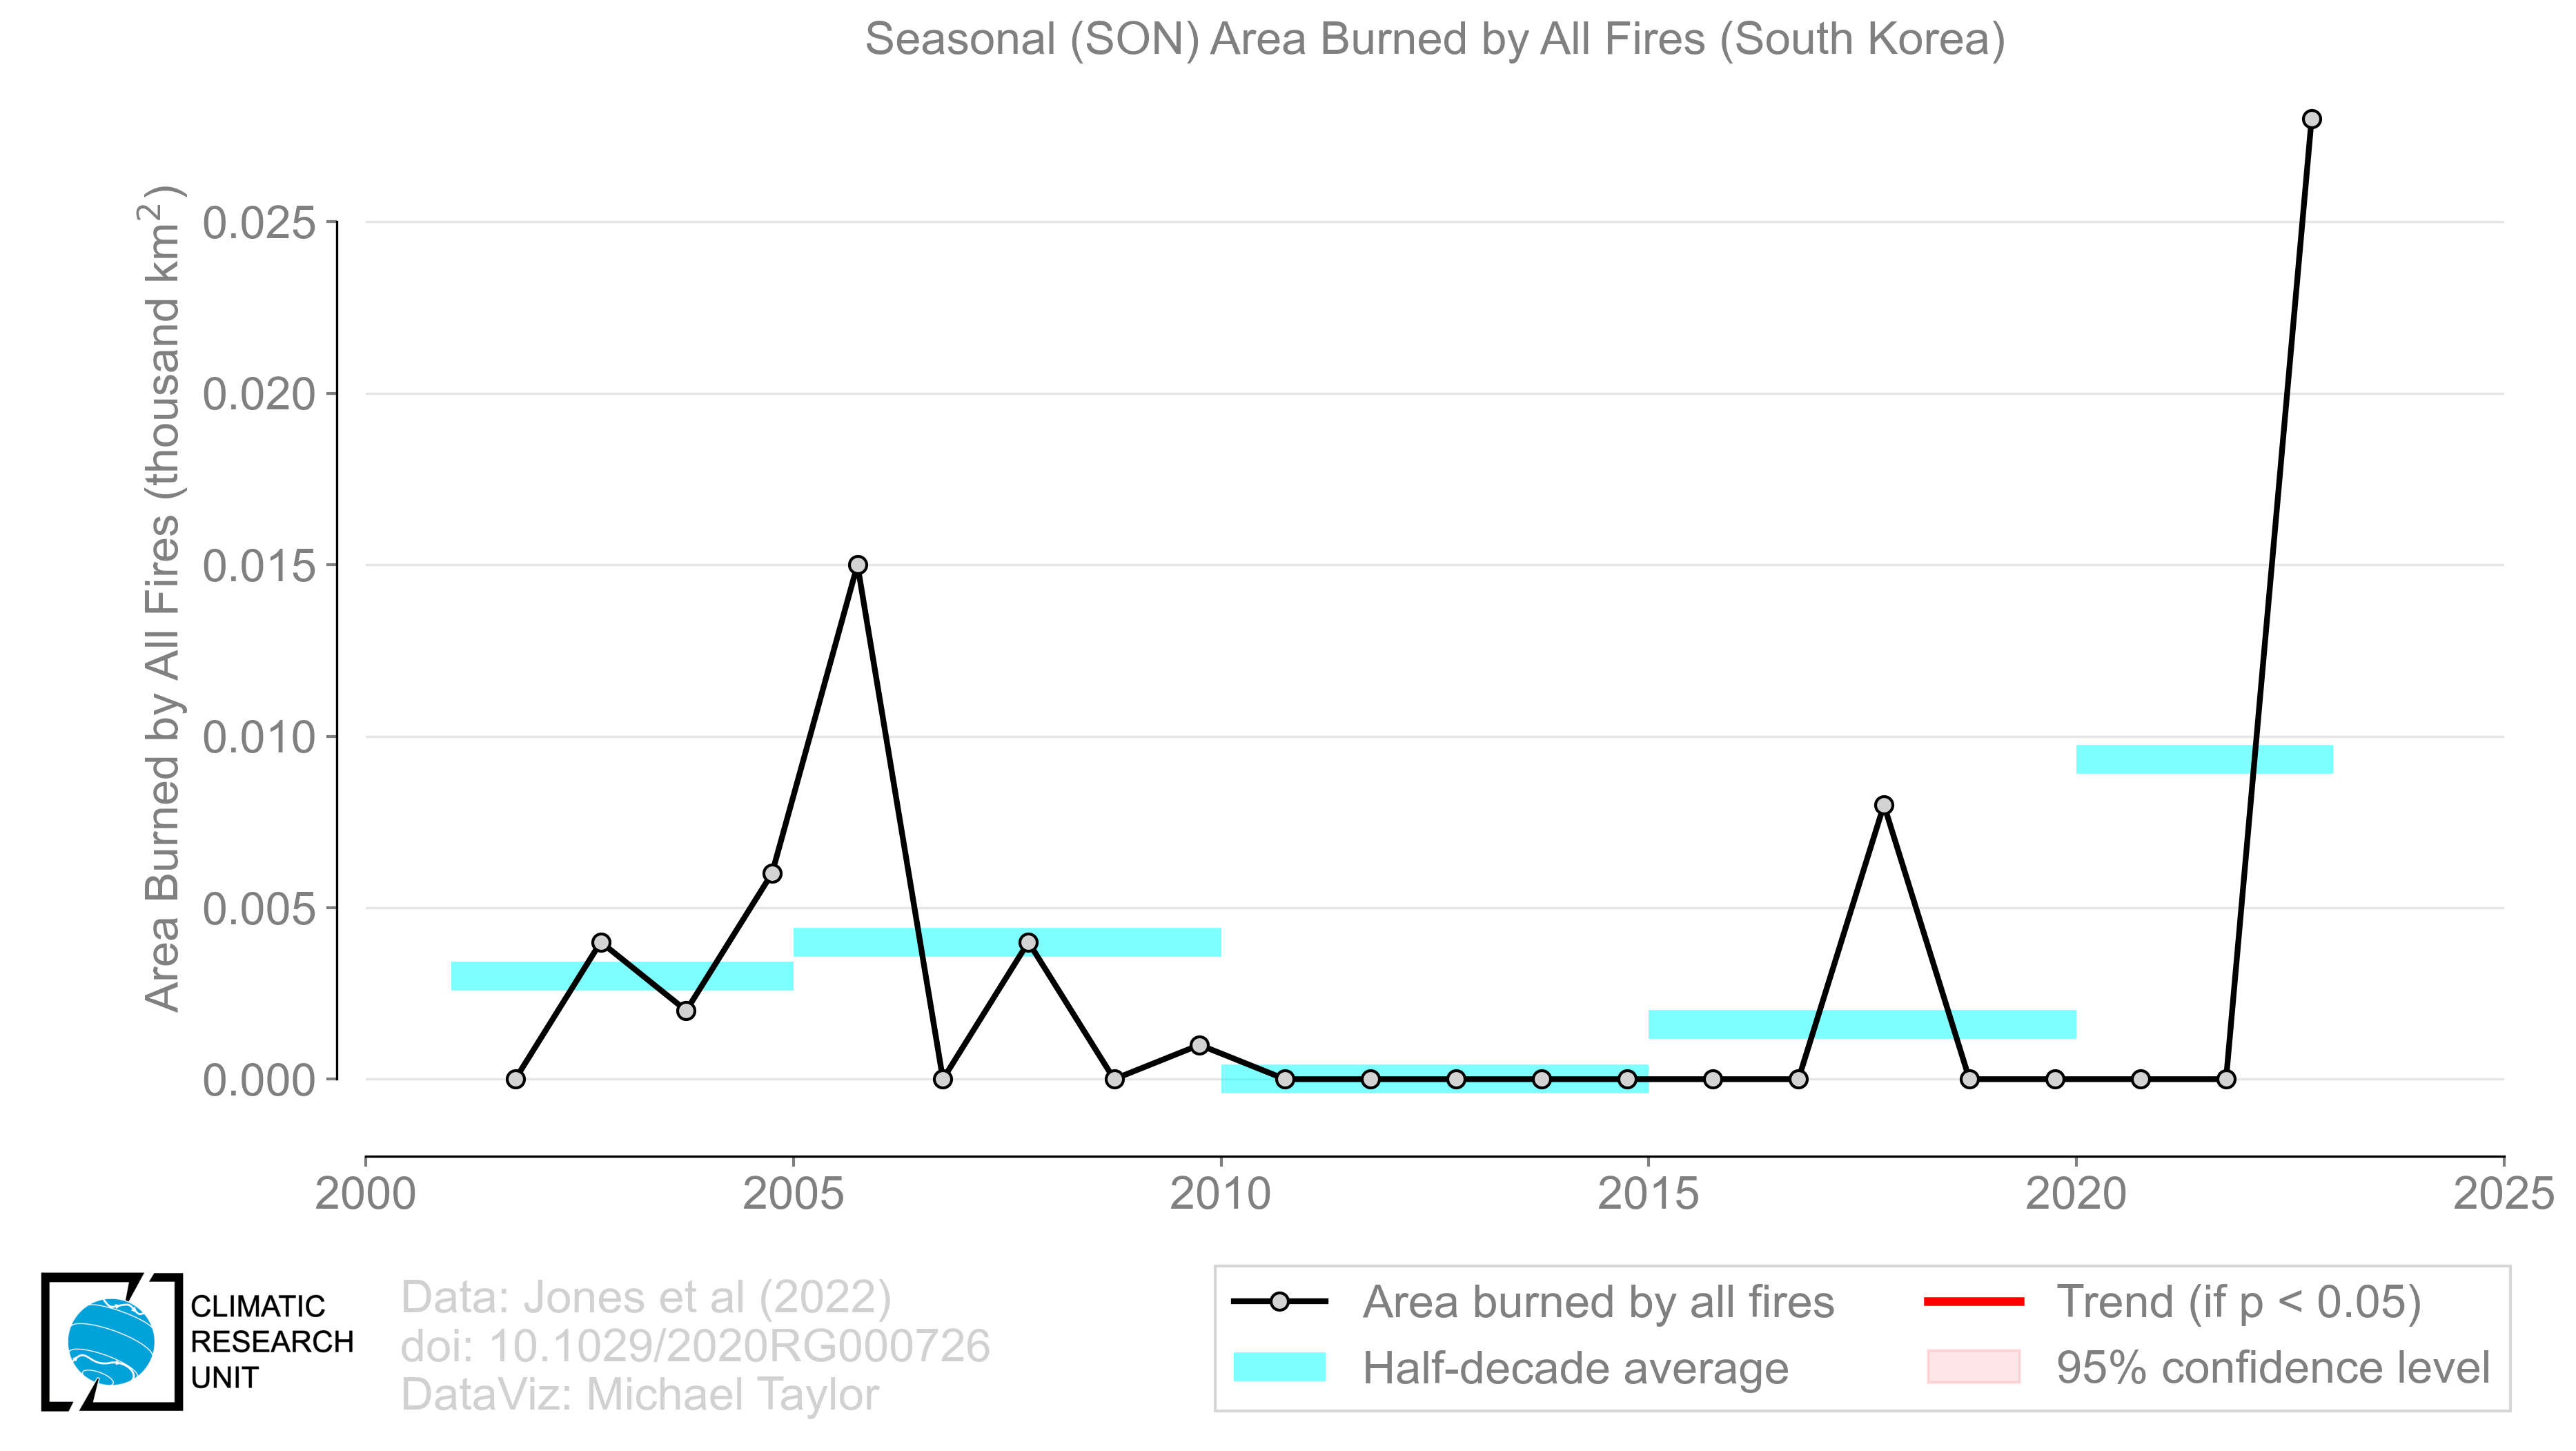 Seasonal (SON) Area Burned by All Fires (South Korea)
Area Burned by All Fires (thousand km²)
0.025
0.020
0.015
0.010
0.005
0.000
2000 2005 2010 2015 2020 2025
CLIMATIC
RESEARCH
UNIT
Data: Jones et al (2022)
doi: 10.1029/2020RG000726
DataViz: Michael Taylor
Area burned by all fires
Half-decade average
Trend (if p < 0.05)
95% confidence level